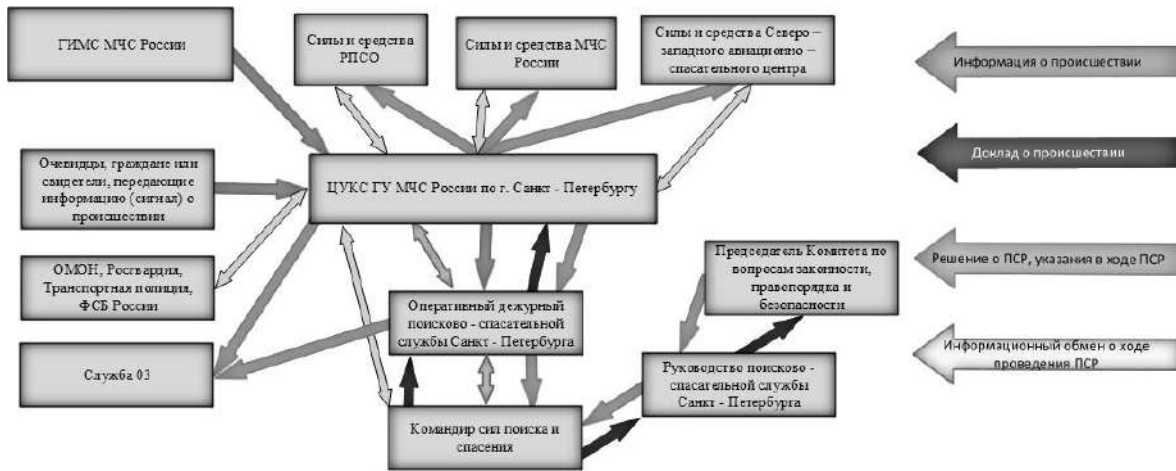 ГИМС МЧС России
Силы и средства
РПСО
Силы и средства МЧС
России
Силы и средства Северо –
западного авиационно –
спасательного центра
Информация о происшествии
Очевидцы, граждане или
свидетели, передающие
информацию (сигнал) о
происшествии
ЦУКС ГУ МЧС России по г. Санкт - Петербургу
Доклад о происшествии
ОМОН, Росгвардия,
Транспортная полиция,
ФСБ России
Председатель Комитета по
вопросам законности,
правопорядка и
безопасности
Решение о ПСР, указания в ходе ПСР
Оперативный дежурный
поисково - спасательной
службы Санкт - Петербурга
Служба 03
Руководство поисково -
спасательной службы
Санкт - Петербурга
Информационный обмен о ходе
проведения ПСР
Командир сил поиска и
спасения